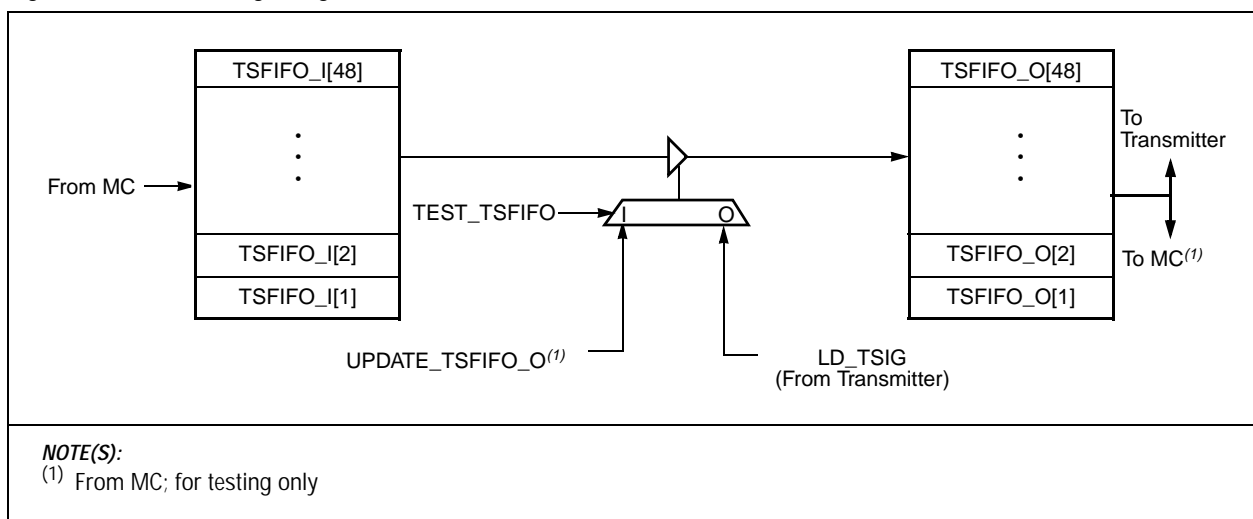 TSFIFO_I[48]
TSFIFO_O[48]
To
Transmitter
From MC
TEST_TSFIFO
I
O
TSFIFO_I[2]
TSFIFO_O[2]
To MC(1)
TSFIFO_I[1]
TSFIFO_O[1]
UPDATE_TSFIFO_O(1)
LD_TSIG
(From Transmitter)
NOTE(S):
(1) From MC; for testing only